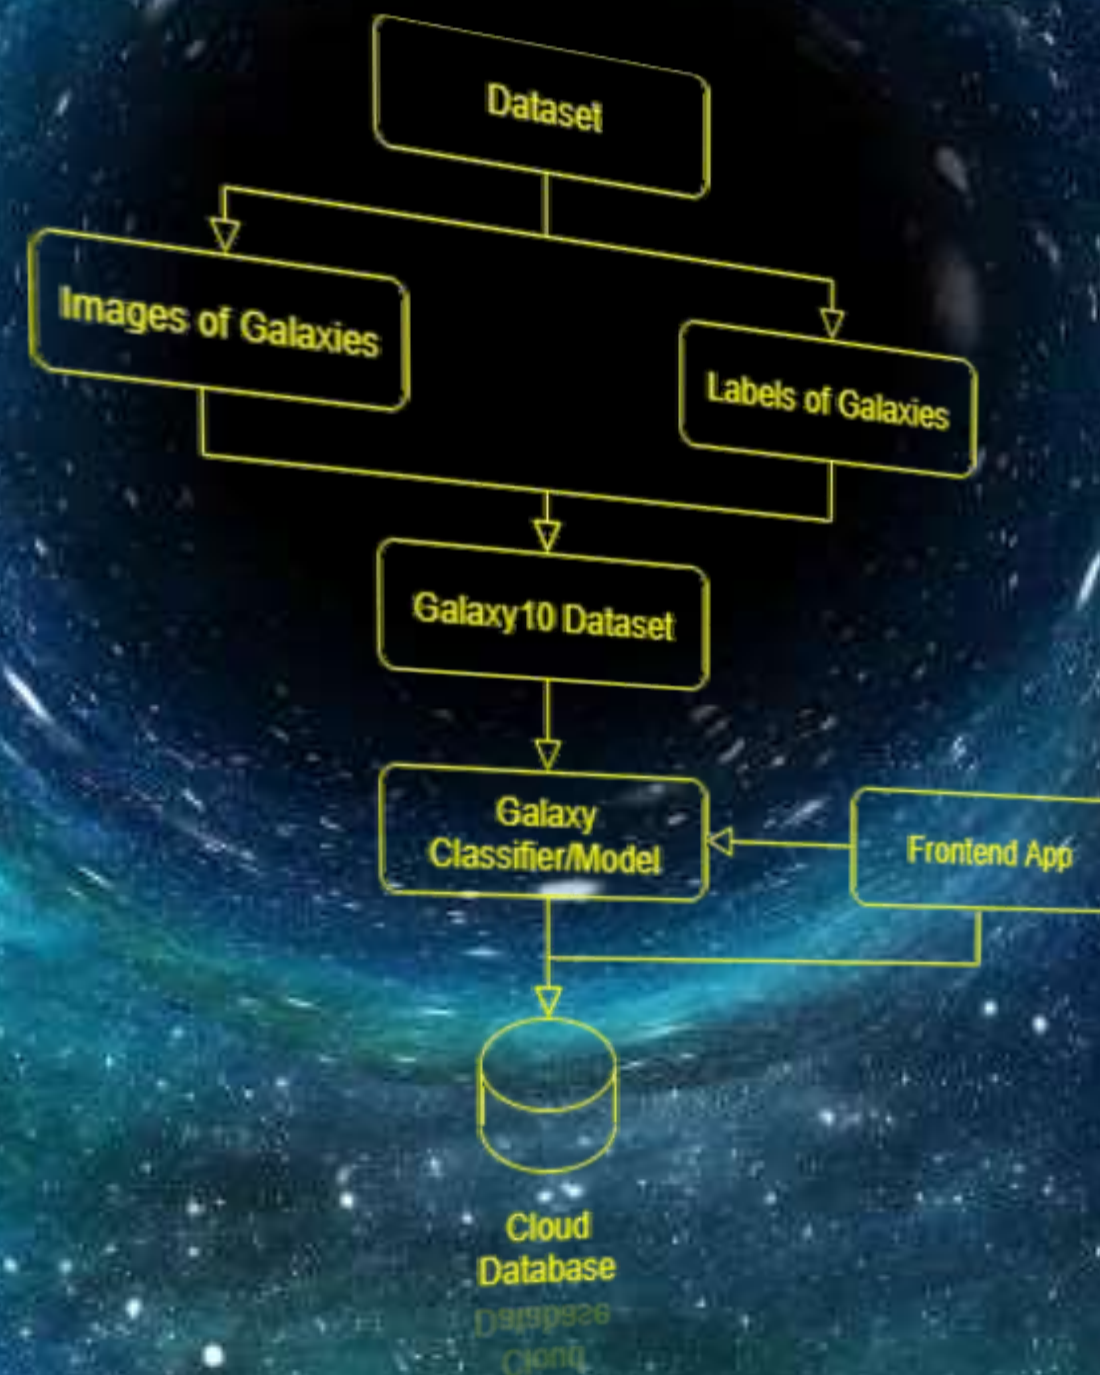 Dataset
Images of Galaxies
Labels of Galaxies
Galaxy10 Dataset
Galaxy
Classifier/Model
Frontend App
Cloud
Database